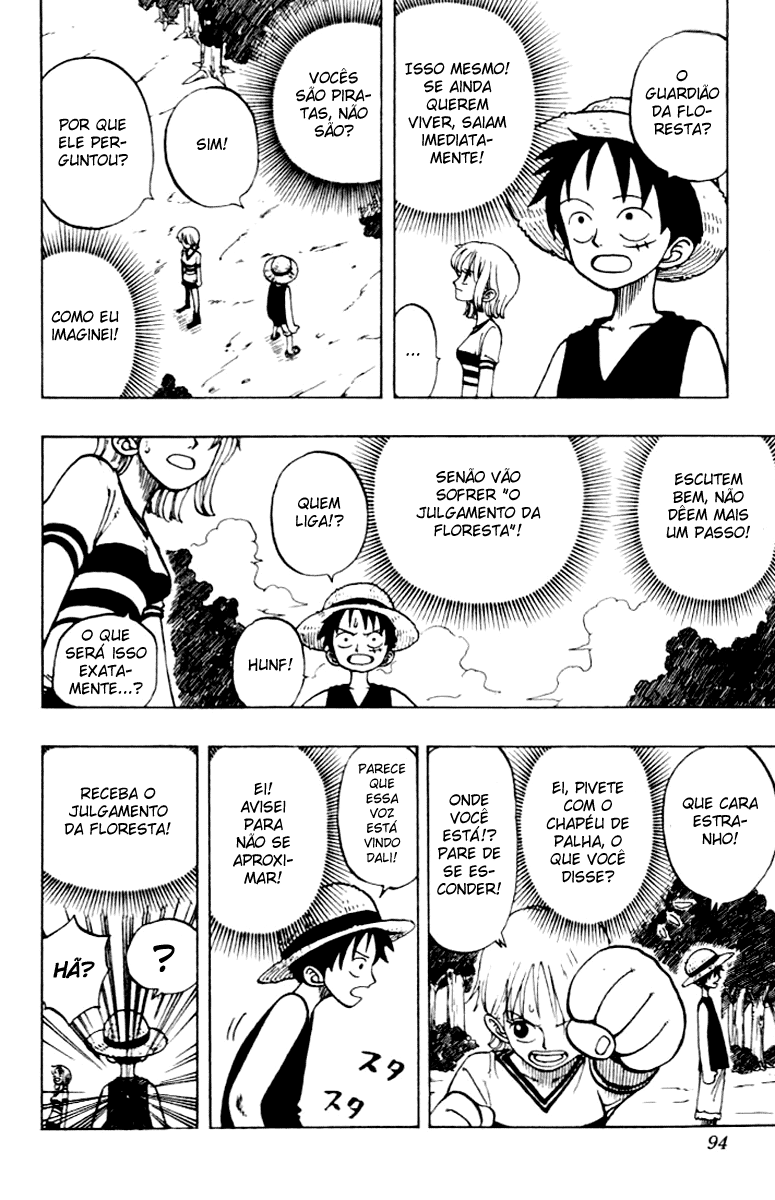 O
GUARDIÃO
DA FLO-
RESTA?
ISSO MESMO!
SE AINDA
QUEREM
VIVER, SAIAM
IMEDIATA-
MENTE!
...
VOCÊS
SÃO PIRA-
TAS, NÃO
SÃO?
SIM!
POR QUE
ELE PER-
GUNTOU?
COMO EU
IMAGINEI!
ESCUTEM
BEM, NÃO
DÊEM MAIS
UM PASSO!
SENÃO VÃO
SOFRER "O
JULGAMENTO DA
FLORESTA"!
QUEM
LIGA!?
HUNF!
O QUE
SERÁ ISSO
EXATA-
MENTE...?
QUE CARA
ESTRA-
NHO!
EI, PIVETE
COM O
CHAPÉU DE
PALHA, O
QUE VOCÊ
DISSE?
ONDE
VOCÊ
ESTÁ!?
PARE DE
SE ES-
CONDER!
PARECE
QUE
ESSA
VOZ
ESTÁ
VINDO
DALI!
EI!
AVISEI
PARA
NÃO SE
APROXI-
MAR!
スタ
スタ
RECEBA O
JULGAMENTO
DA FLORESTA!
?
HÃ?
94